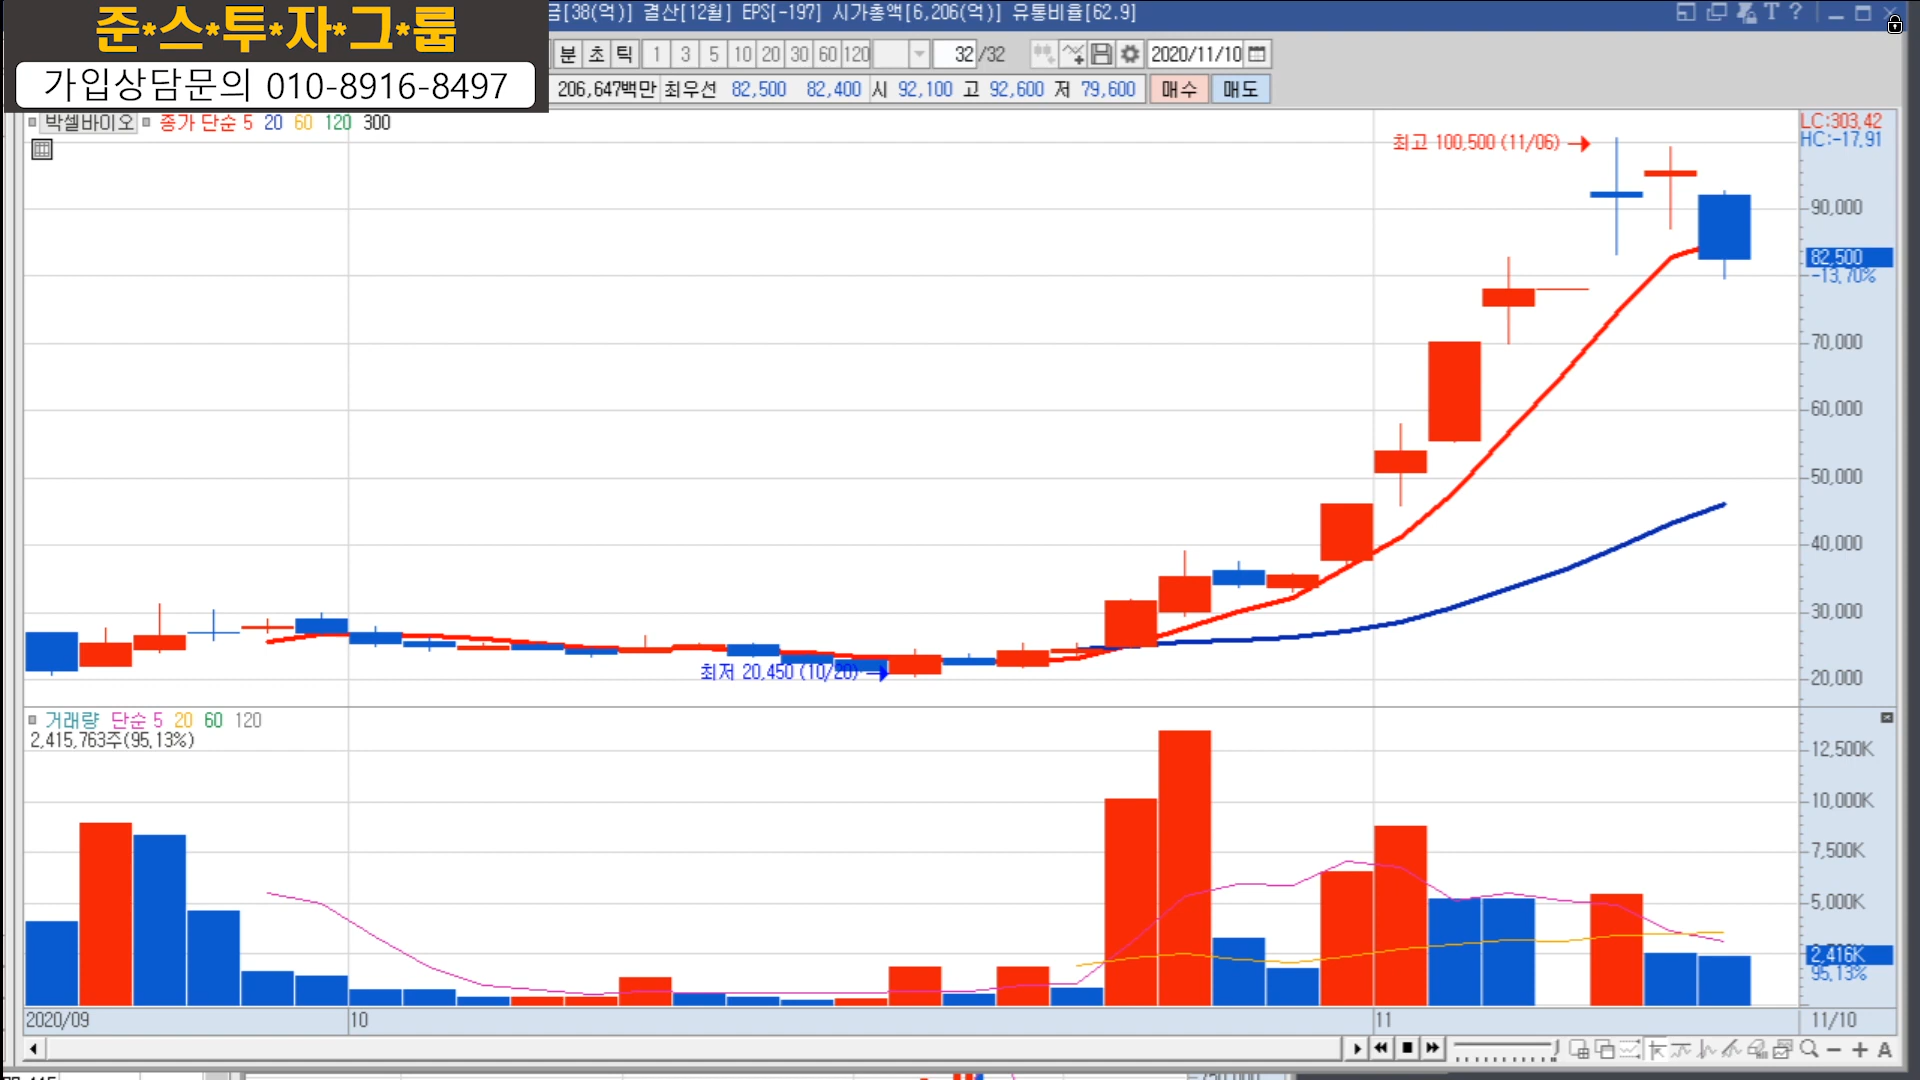 준*스*투*자*그*룹
가입상담문의 010-8916-8497
금[38(억)] 결산[12월] EPS[-197] 시가총액[6,206(억)] 유통비율[62.9]
분 초 틱 1 3 5 10 20 30 60 120 32 /32 2020/11/10
206,647백만 최우선 82,500 82,400 시 92,100 고 92,600 저 79,600 매수 매도
박셀바이오 종가 단순 5 20 60 120 300
LC:303.42
HC:-17.91
최고 100,500 (11/06)
90,000
82,500
-13.70%
70,000
60,000
50,000
40,000
30,000
20,000
최저 20,450 (10/20)
거래량 단순 5 20 60 120
2,415,763주(95.13%)
12,500K
10,000K
7,500K
5,000K
2,416K
95.13%
2020/09 10 11 11/10